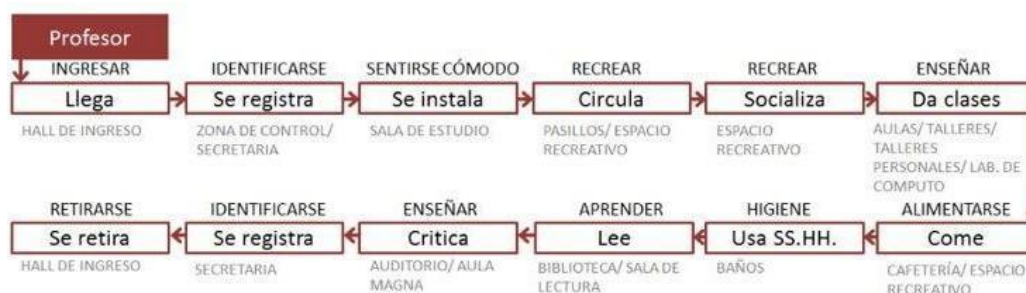 Profesor
INGRESAR IDENTIFICARSE SENTIRSE CÓMODO RECREAR RECREAR ENSEÑAR
Llega Se registra Se instala Circula Socializa Da clases
HALL DE INGRESO ZONA DE CONTROL/ SALA DE ESTUDIO PASILLOS/ ESPACIO ESPACIO AULAS/ TALLERES/
SECRETARIA RECREATIVO RECREATIVO TALLERES
PERSONALES/ LAB. DE
COMPUTO
RETIRARSE IDENTIFICARSE ENSEÑAR APRENDER HIGIENE ALIMENTARSE
Se retira Se registra Critica Lee Usa SS.HH. Come
HALL DE INGRESO SECRETARIA AUDITORIO/ AULA BIBLIOTECA/ SALA DE BAÑOS CAFETERÍA/ ESPACIO
MAGNA LECTURA RECREATIVO